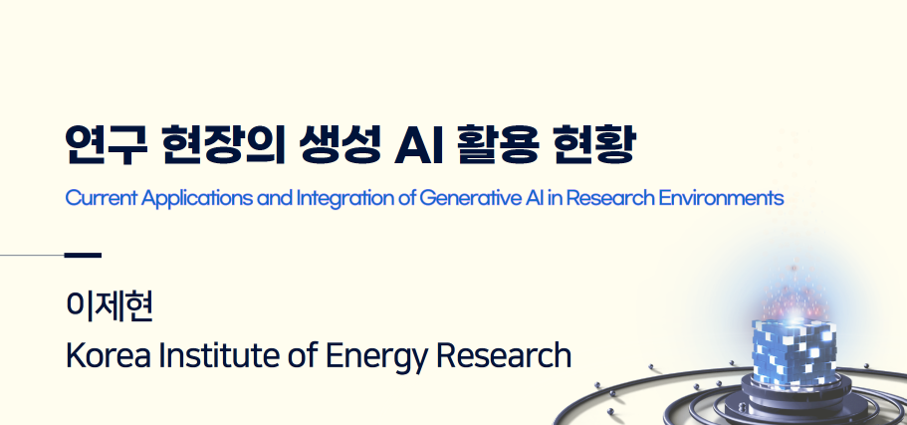 연구 현장의 생성 AI 활용 현황
Current Applications and Integration of Generative AI in Research Environments
이제현
Korea Institute of Energy Research